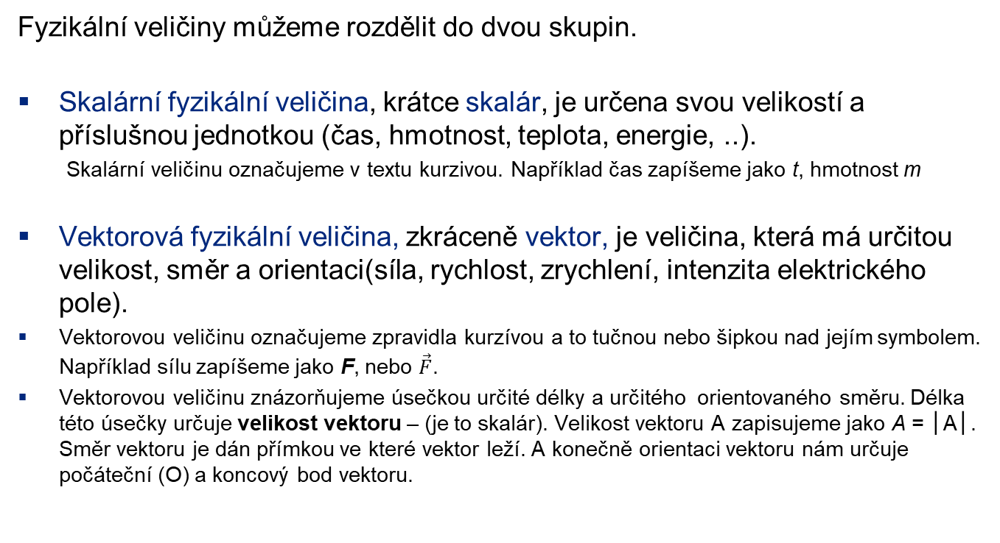 Fyzikální veličiny můžeme rozdělit do dvou skupin.
▪ Skalární fyzikální veličina, krátce skalár, je určena svou velikostí a
příslušnou jednotkou (čas, hmotnost, teplota, energie, ..).
Skalární veličinu označujeme v textu kurzivou. Například čas zapíšeme jako t, hmotnost m
▪ Vektorová fyzikální veličina, zkráceně vektor, je veličina, která má určitou
velikost, směr a orientaci(síla, rychlost, zrychlení, intenzita elektrického
pole).
▪ Vektorovou veličinu označujeme zpravidla kurzívou a to tučnou nebo šipkou nad jejím symbolem.
Například sílu zapíšeme jako F, nebo F⃗.
▪ Vektorovou veličinu znázorňujeme úsečkou určité délky a určitého orientovaného směru. Délka
této úsečky určuje velikost vektoru – (je to skalár). Velikost vektoru A zapisujeme jako A = │A│.
Směr vektoru je dán přímkou ve které vektor leží. A konečně orientaci vektoru nám určuje
počáteční (O) a koncový bod vektoru.